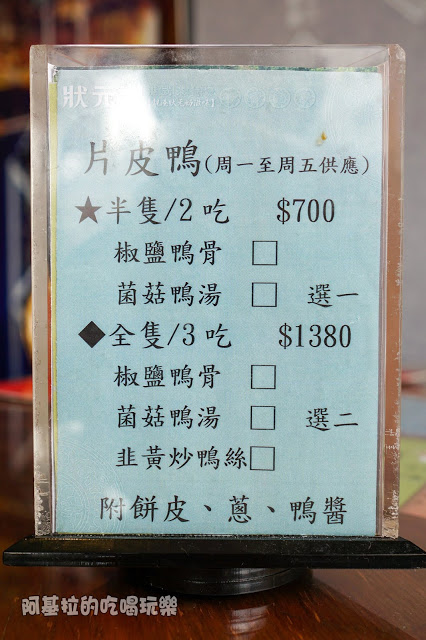 狀元
片皮鴨(周一至周五供應)
★半隻/2吃 $700
椒鹽鴨骨 □
菌菇鴨湯 □ 選一
◆全隻/3吃 $1380
椒鹽鴨骨 □
菌菇鴨湯 □ 選二
韭黃炒鴨絲□
附餅皮、蔥、鴨醬
阿基拉的吃喝玩樂